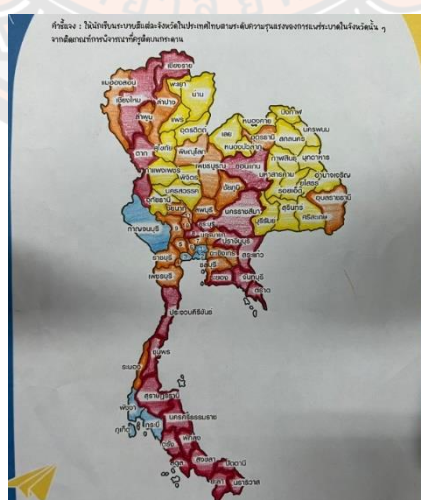 คำชี้แจง : ให้นักเรียนระบายสีแต่ละจังหวัดในประเทศไทยตามระดับความรุนแรงของการแพร่ระบาดในจังหวัดนั้น ๆ
จากสังเกตเกณฑ์การพิจารณาที่ครูติดบนกระดาน
เชียงราย
แม่ฮ่องสอน
พะเยา
น่าน
เชียงใหม่
ลำปาง
ลำพูน
แพร่
อุตรดิตถ์
บึงกาฬ
หนองคาย
เลย
อุดรธานี
สกลนคร
นครพนม
หนองบัวลำภู
ตาก
สุโขทัย
พิษณุโลก
กำแพงเพชร
พิจิตร
เพชรบูรณ์
ขอนแก่น
กาฬสินธุ์
มุกดาหาร
มหาสารคาม
ร้อยเอ็ด
ยโสธร
อำนาจเจริญ
นครสวรรค์
ชัยภูมิ
อุบลราชธานี
อุทัยธานี
ชัยนาท
ลพบุรี
นครราชสีมา
บุรีรัมย์
สุรินทร์
ศรีสะเกษ
กาญจนบุรี
สระบุรี
ปราจีนบุรี
สระแก้ว
ราชบุรี
ชลบุรี
เพชรบุรี
ระยอง
จันทบุรี
ตราด
ประจวบคีรีขันธ์
ชุมพร
ระนอง
สุราษฎร์ธานี
พังงา
นครศรีธรรมราช
ภูเก็ต
กระบี่
ตรัง
พัทลุง
สตูล
สงขลา
ปัตตานี
ยะลา
นราธิวาส